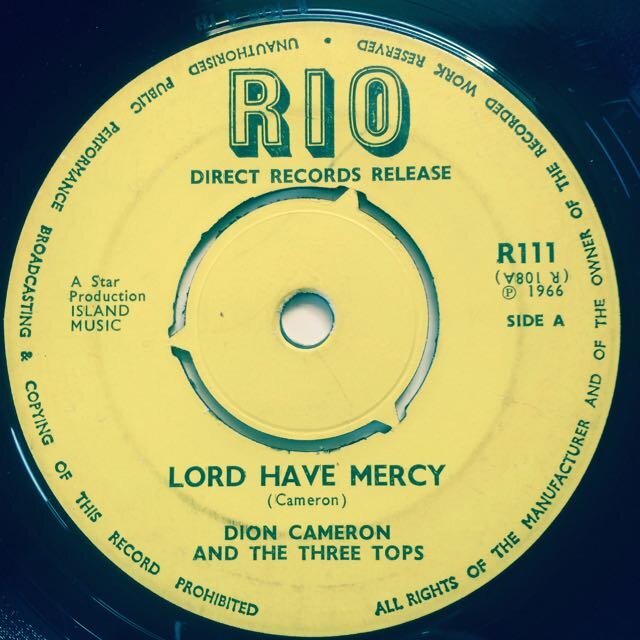 RIO
DIRECT RECORDS RELEASE
A Star
Production
ISLAND
MUSIC
R111
(R 108A)
℗ 1966
SIDE A
LORD HAVE MERCY
(Cameron)
DION CAMERON
AND THE THREE TOPS
ALL RIGHTS OF THE MANUFACTURER AND OF THE OWNER OF THE RECORDED WORK RESERVED • UNAUTHORISED PUBLIC PERFORMANCE BROADCASTING & COPYING OF THIS RECORD PROHIBITED